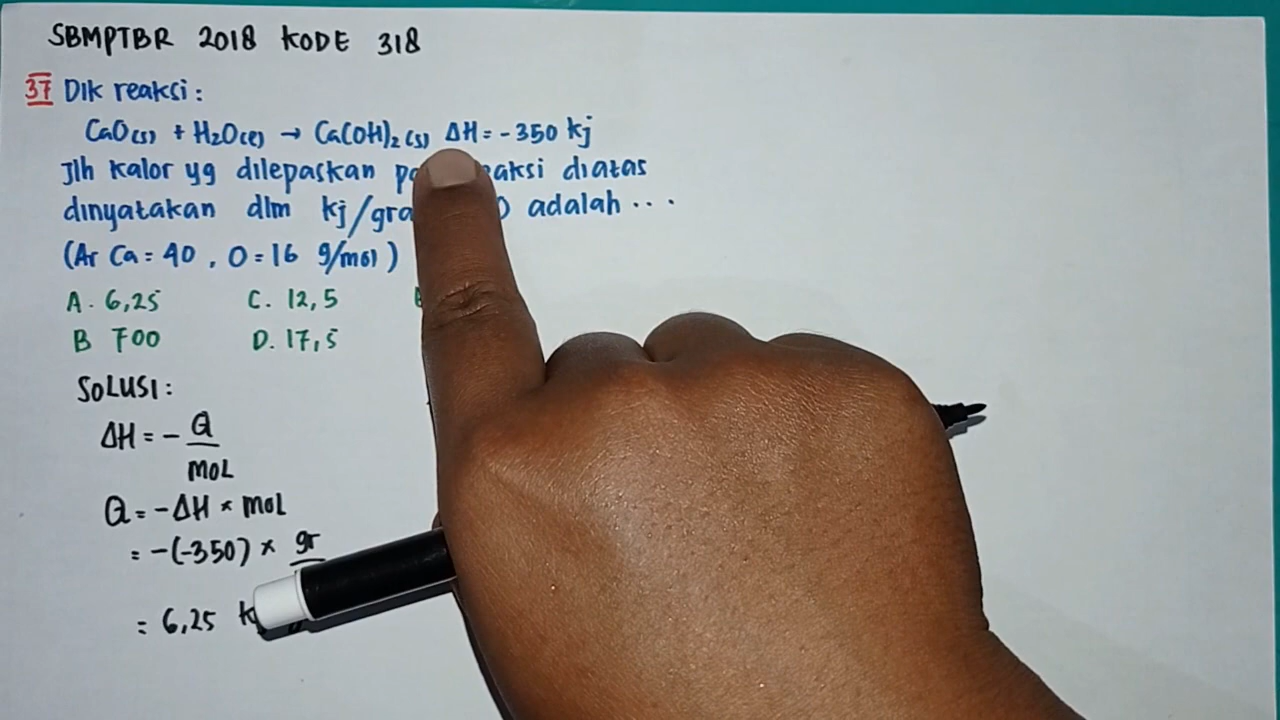 SBMPTBR 2018 KODE 318
37 Dik reaksi :
CaO(s) + H2O(l) → Ca(OH)2 (s) ΔH = - 350 kj
Jlh kalor yg dilepaskan diatas
dinyatakan dlm kj/ adalah ...
(Ar Ca = 40 , O = 16 g/mol)
A. 6,25 C. 12,5
B 700 D. 17,5
SOLUSI :
ΔH = - Q
MOL
Q = -ΔH × MOL
= -(-350) × gr
= 6,25